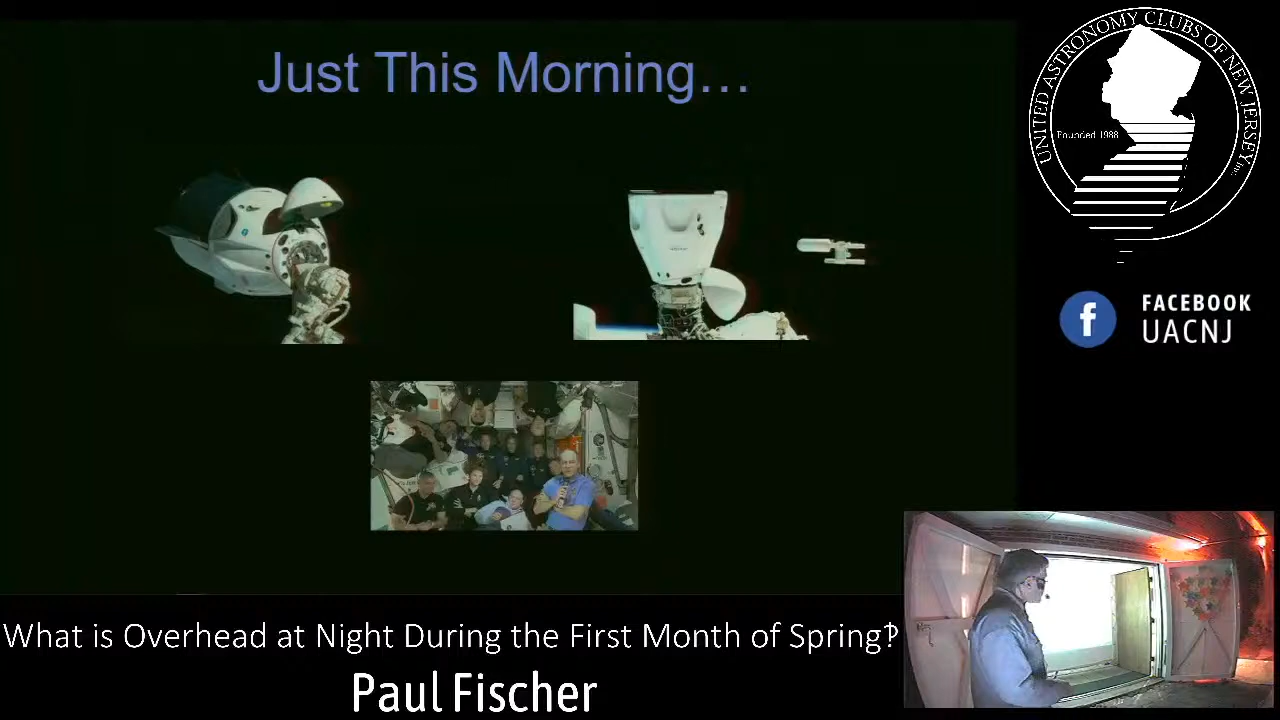 Just This Morning...
UNITED ASTRONOMY CLUBS OF NEW JERSEY, Inc.
Founded 1988
f FACEBOOK
UACNJ
What is Overhead at Night During the First Month of Spring?
Paul Fischer